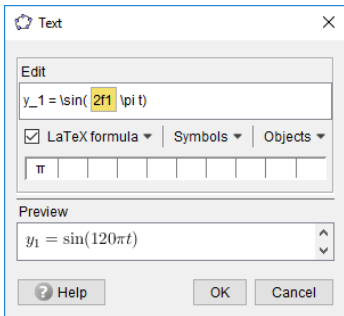 Text
Edit
y_1 = \sin( 2f1 \pi t)
LaTeX formula Symbols Objects
π
Preview
y₁ = sin(120πt)
? Help OK Cancel